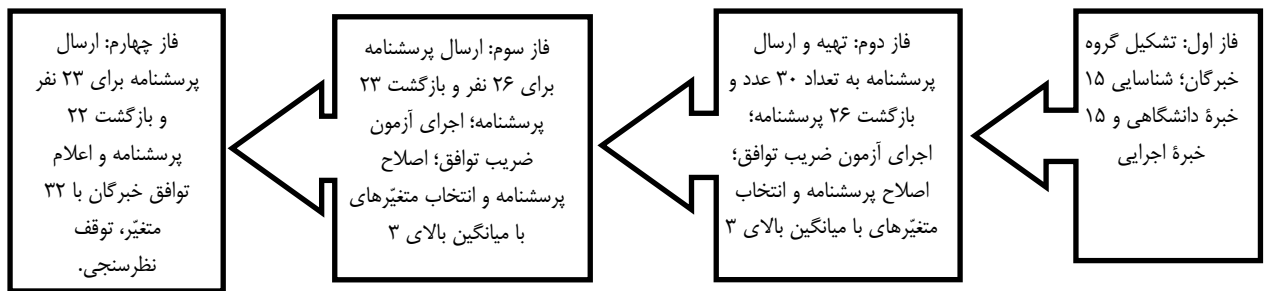 فاز اول: تشکیل گروه
خبرگان؛ شناسایی ۱۵
خبرۀ دانشگاهی و ۱۵
خبرۀ اجرایی
فاز دوم: تهیه و ارسال
پرسشنامه به تعداد ۳۰ عدد و
بازگشت ۲۶ پرسشنامه؛
اجرای آزمون ضریب توافق؛
اصلاح پرسشنامه و انتخاب
متغیّرهای با میانگین بالای ۳
فاز سوم: ارسال پرسشنامه
برای ۲۶ نفر و بازگشت ۲۳
پرسشنامه؛ اجرای آزمون
ضریب توافق؛ اصلاح
پرسشنامه و انتخاب متغیّرهای
با میانگین بالای ۳
فاز چهارم: ارسال
پرسشنامه برای ۲۳ نفر
و بازگشت ۲۲
پرسشنامه و اعلام
توافق خبرگان با ۳۲
متغیّر، توقف
نظرسنجی.